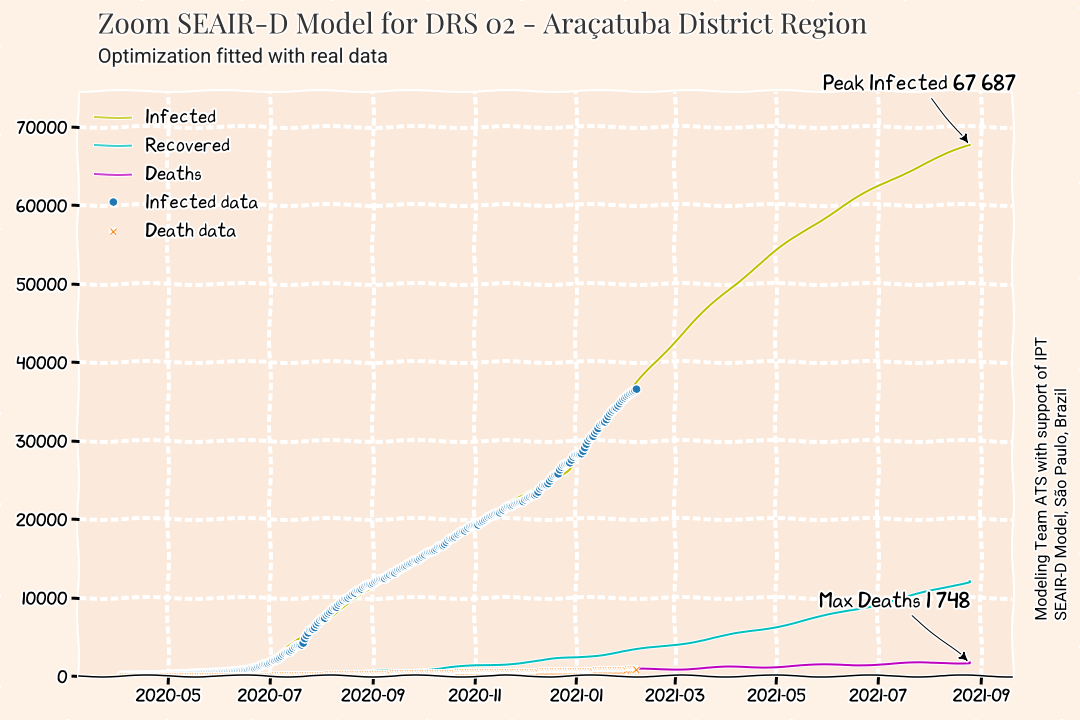 Zoom SEAIR-D Model for DRS 02 - Araçatuba District Region
Optimization fitted with real data
Peak Infected 67 687
Infected
Recovered
Deaths
Infected data
Death data
70000
60000
50000
40000
30000
20000
10000
0
Max Deaths 1 748
2020-05
2020-07
2020-09
2020-11
2021-01
2021-03
2021-05
2021-07
2021-09
Modeling Team ATS with support of IPT
SEAIR-D Model, São Paulo, Brazil